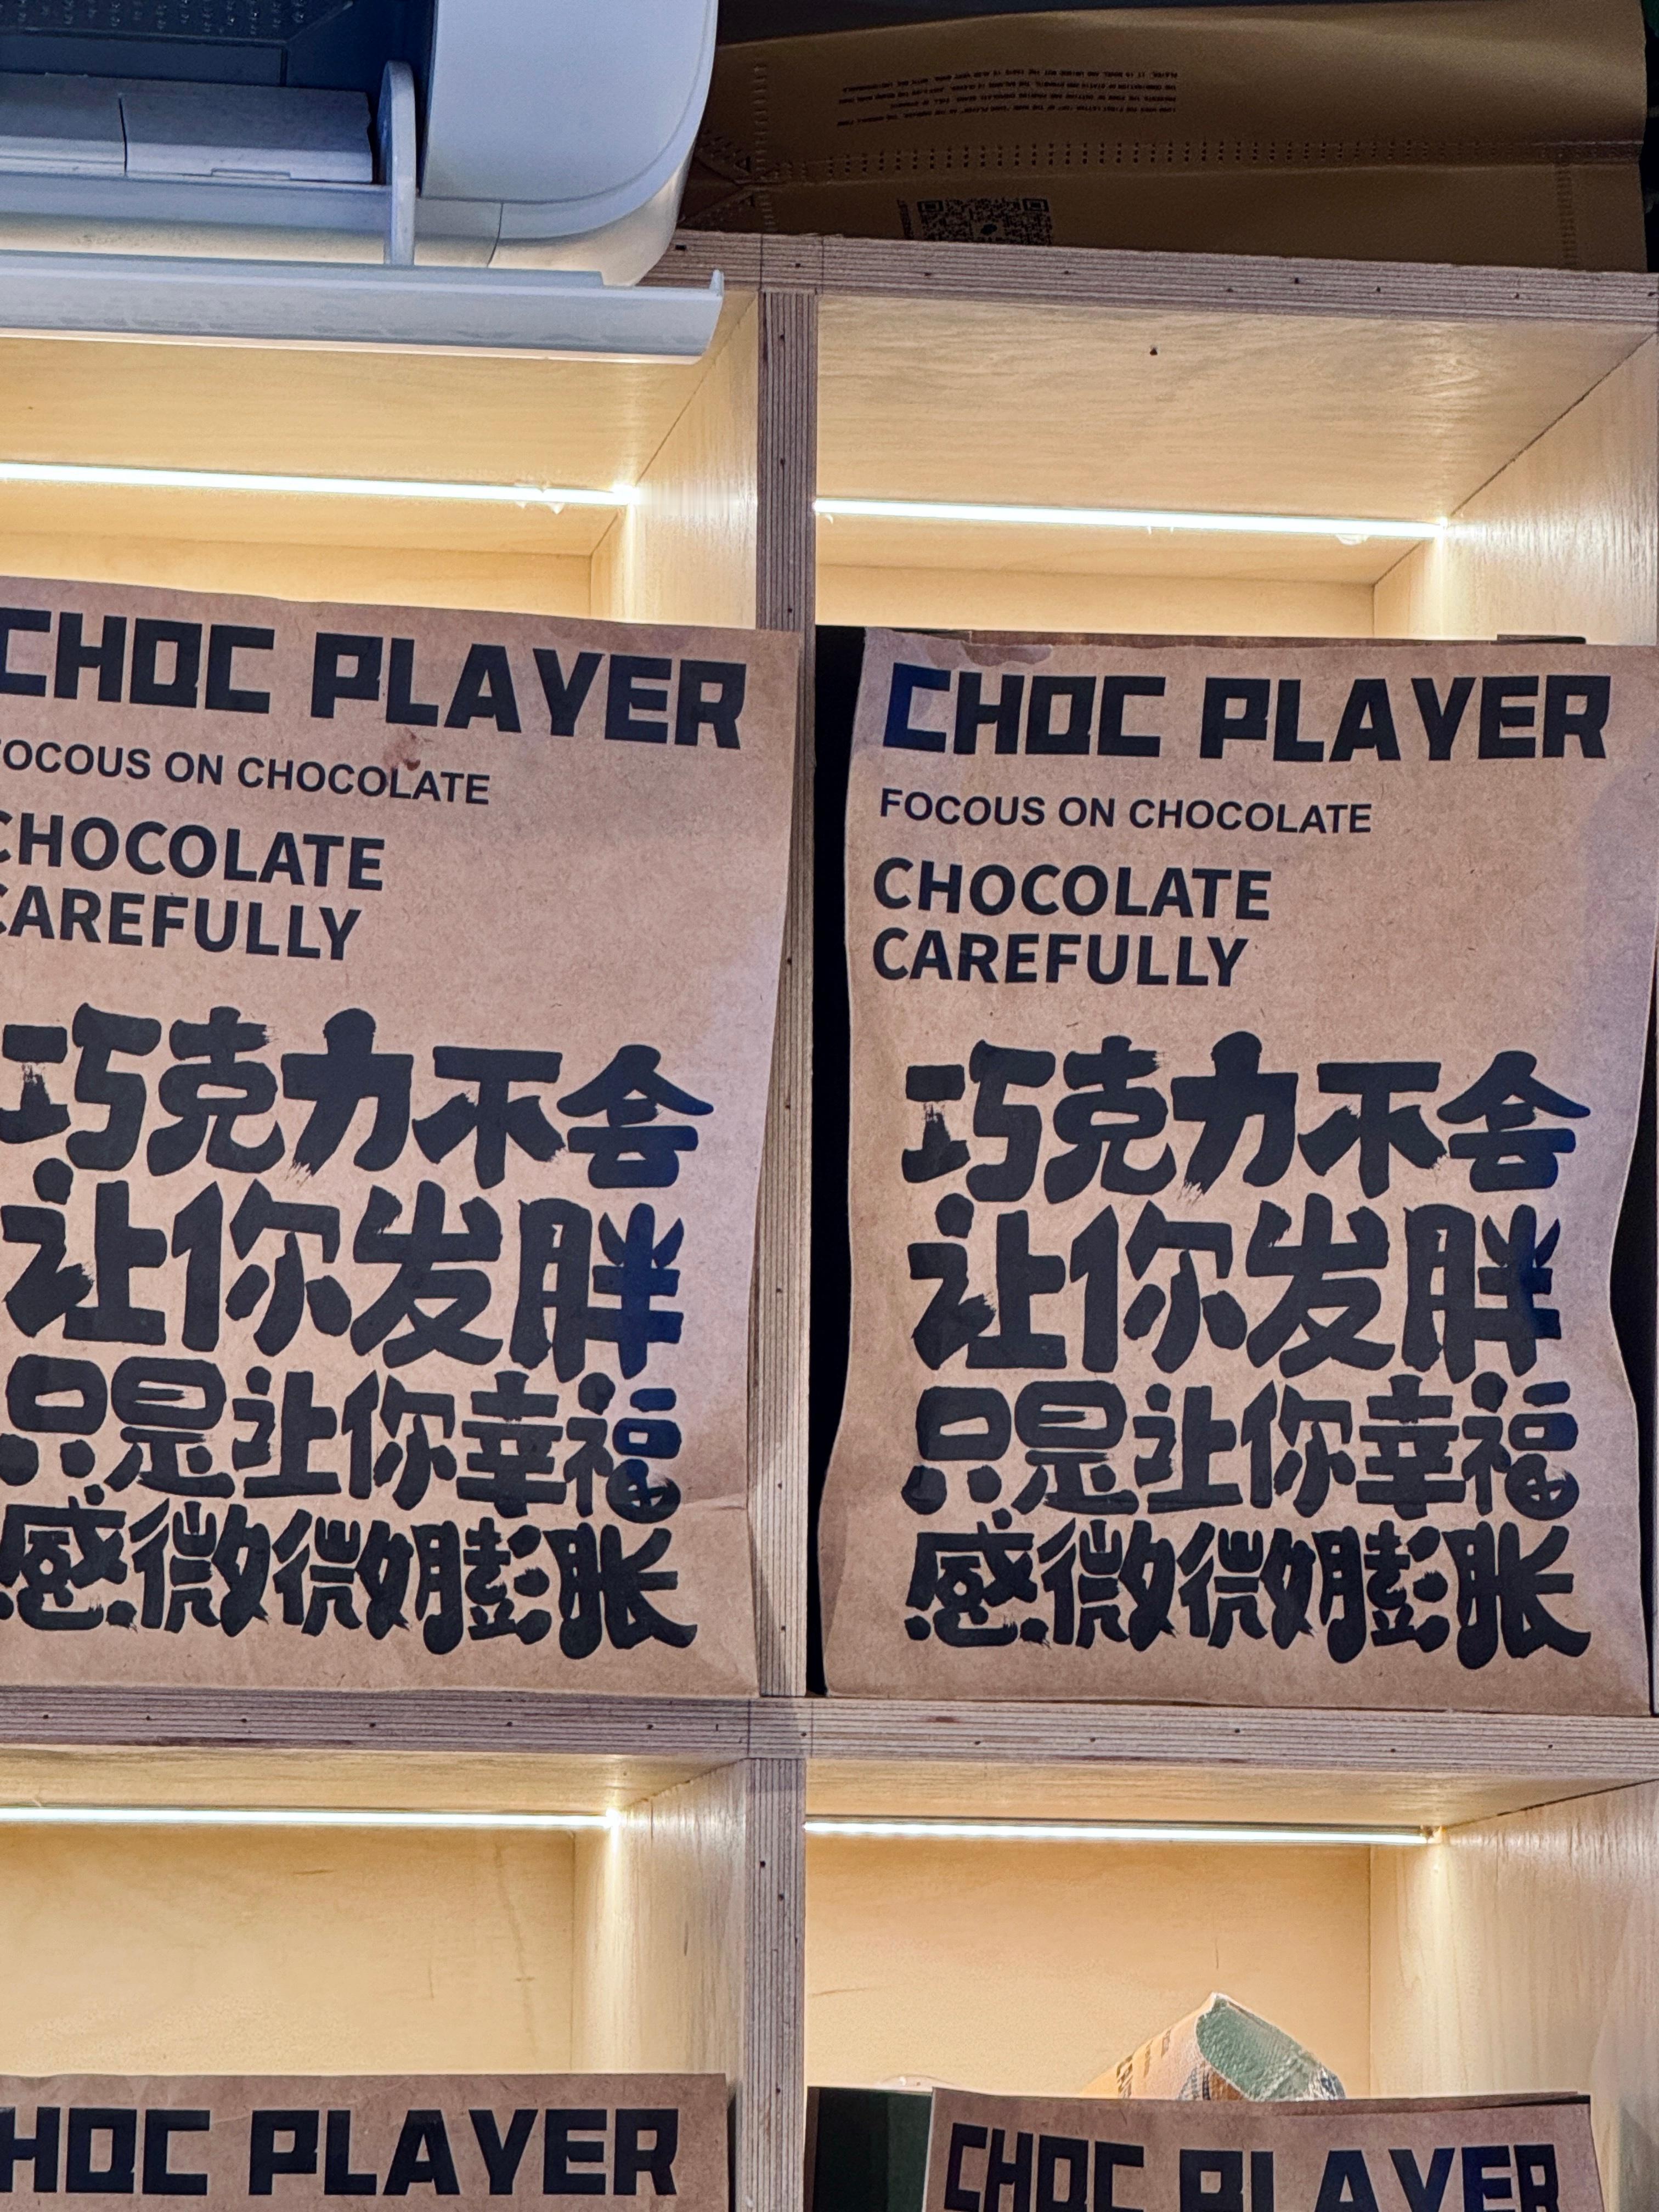 CHOC PLAYER
FOCOUS ON CHOCOLATE
CHOCOLATE
CAREFULLY
巧克力不会
让你发胖
只是让你幸福
感微微膨胀
CHOC PLAYER
FOCOUS ON CHOCOLATE
CHOCOLATE
CAREFULLY
巧克力不会
让你发胖
只是让你幸福
感微微膨胀
CHOC PLAYER
CHOC PLAYER